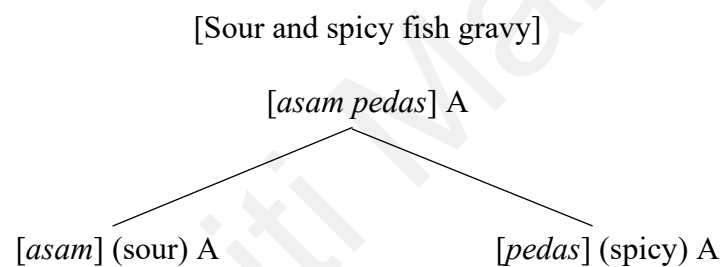 [Sour and spicy fish gravy]
[asam pedas] A
[asam] (sour) A [pedas] (spicy) A